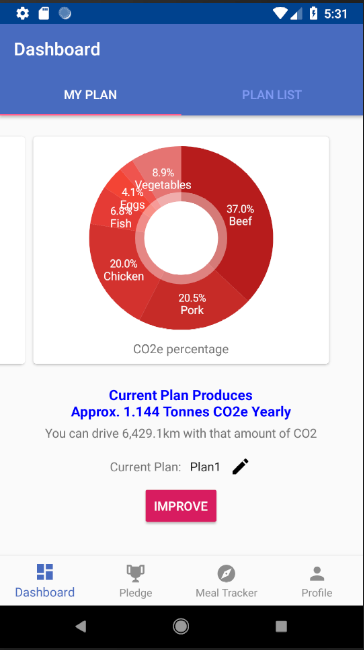 5:31
Dashboard
MY PLAN
PLAN LIST
8.9%
Vegetables
4.1%
Eggs
6.8%
Fish
37.0%
Beef
20.0%
Chicken
20.5%
Pork
CO2e percentage
Current Plan Produces
Approx. 1.144 Tonnes CO2e Yearly
You can drive 6,429.1km with that amount of CO2
Current Plan: Plan1
IMPROVE
Dashboard
Pledge
Meal Tracker
Profile